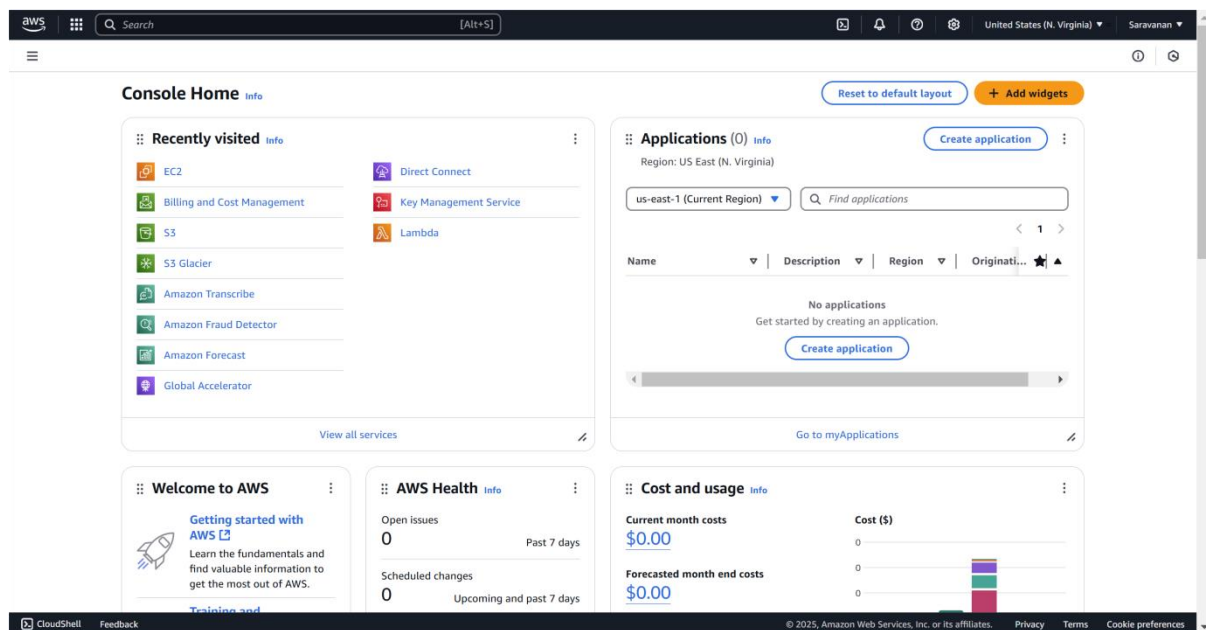 aws
Search [Alt+S]
United States (N. Virginia)
Saravanan
Console Home Info
Reset to default layout
+ Add widgets
Recently visited Info
EC2
Billing and Cost Management
S3
S3 Glacier
Amazon Transcribe
Amazon Fraud Detector
Amazon Forecast
Global Accelerator
Direct Connect
Key Management Service
Lambda
View all services
Applications (0) Info
Create application
Region: US East (N. Virginia)
us-east-1 (Current Region)
Find applications
1
Name Description Region Originati...
No applications
Get started by creating an application.
Create application
Go to myApplications
Welcome to AWS
Getting started with
AWS
Learn the fundamentals and
find valuable information to
get the most out of AWS.
Training and
AWS Health Info
Open issues
0 Past 7 days
Scheduled changes
0 Upcoming and past 7 days
Cost and usage Info
Current month costs
$0.00
Forecasted month end costs
$0.00
Cost ($)
0
0
0
CloudShell Feedback
© 2025, Amazon Web Services, Inc. or its affiliates. Privacy Terms Cookie preferences